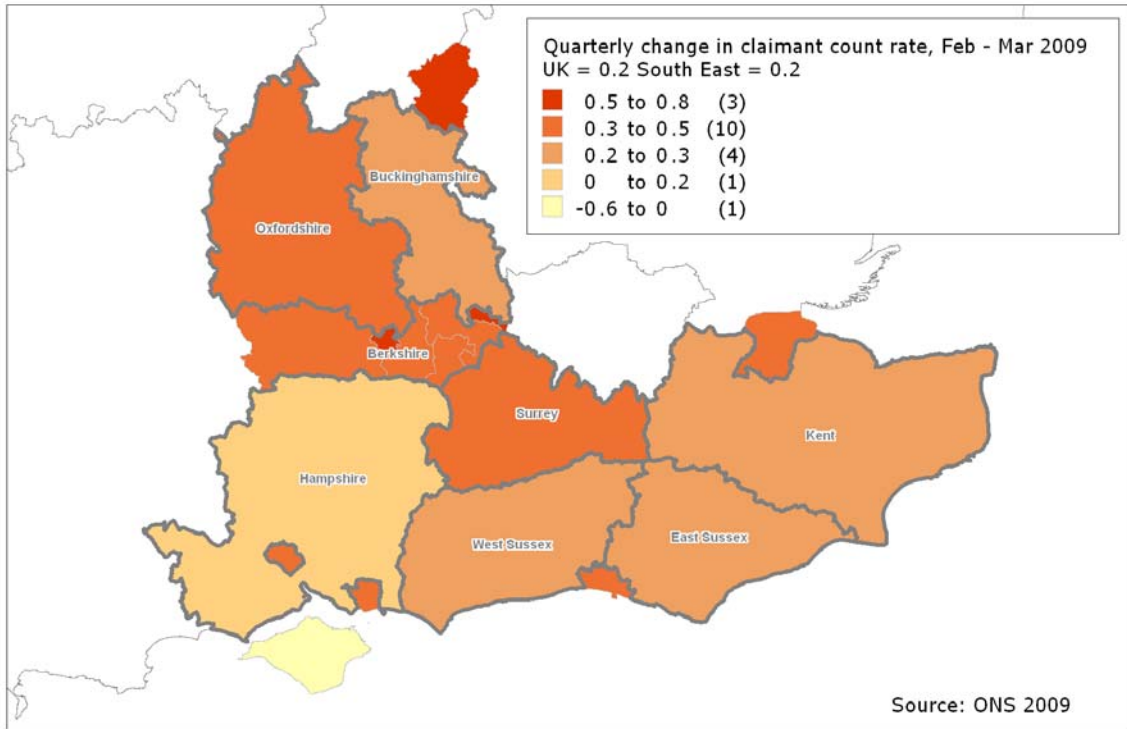 Quarterly change in claimant count rate, Feb - Mar 2009
UK = 0.2 South East = 0.2
0.5 to 0.8 (3)
0.3 to 0.5 (10)
0.2 to 0.3 (4)
0 to 0.2 (1)
-0.6 to 0 (1)
Buckinghamshire
Oxfordshire
Berkshire
Surrey
Kent
Hampshire
West Sussex
East Sussex
Source: ONS 2009